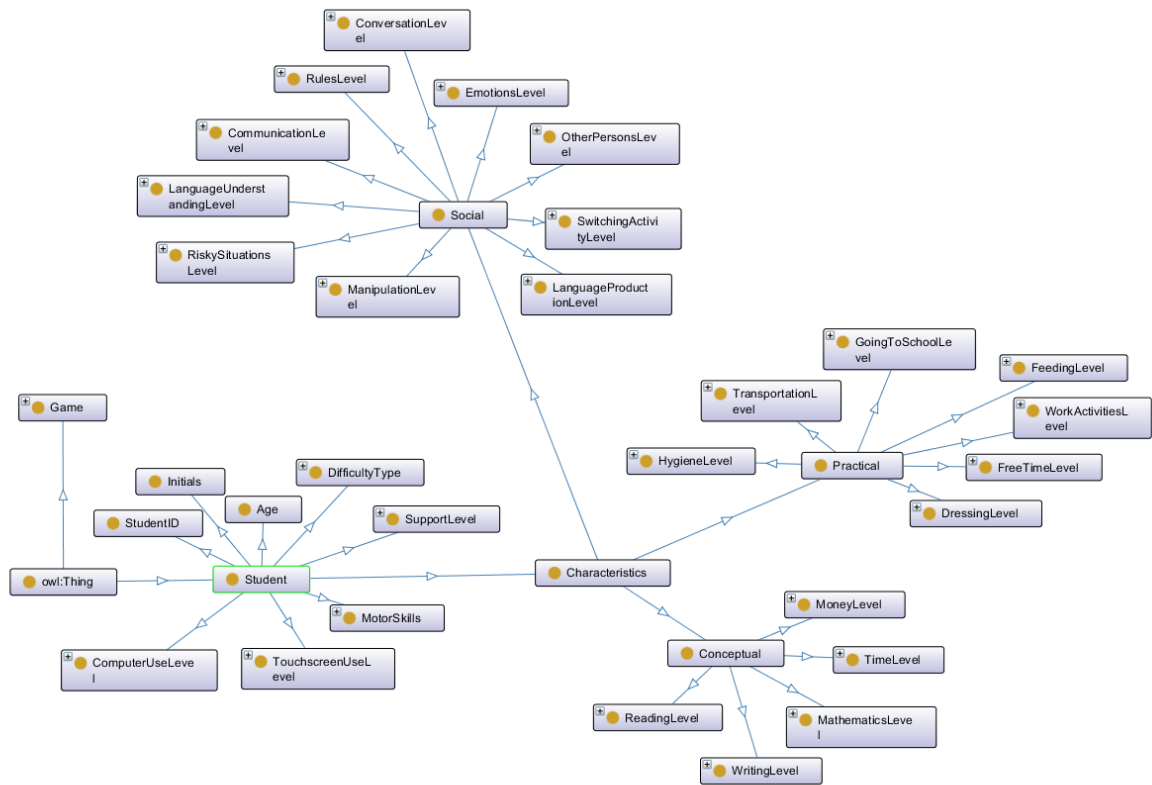 ConversationLev
el
RulesLevel
EmotionsLevel
CommunicationLe
vel
OtherPersonsLev
el
LanguageUnderst
andingLevel
Social
SwitchingActivi
tyLevel
RiskySituations
Level
ManipulationLev
el
LanguageProduct
ionLevel
GoingToSchoolLe
vel
FeedingLevel
TransportationL
evel
WorkActivitiesL
evel
Game
HygieneLevel
Practical
FreeTimeLevel
DifficultyType
Initials
Age
DressingLevel
StudentID
SupportLevel
owl:Thing
Student
Characteristics
MotorSkills
MoneyLevel
ComputerUseLeve
l
TouchscreenUseL
evel
Conceptual
TimeLevel
ReadingLevel
MathematicsLeve
l
WritingLevel